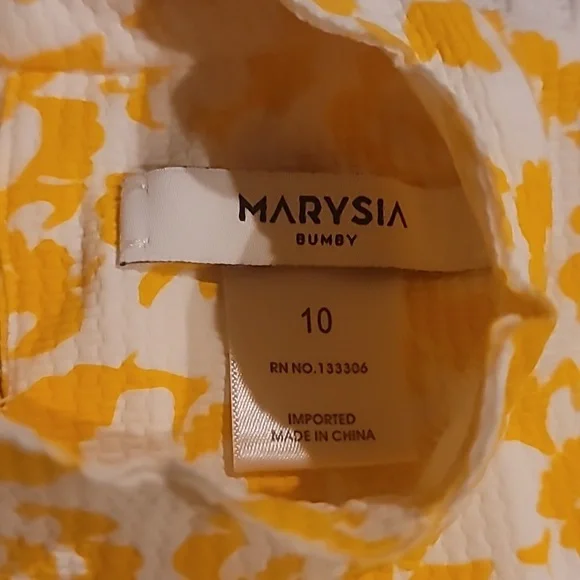 MARYSIA
BUMBY
10
RN NO.133306
IMPORTED
MADE IN CHINA